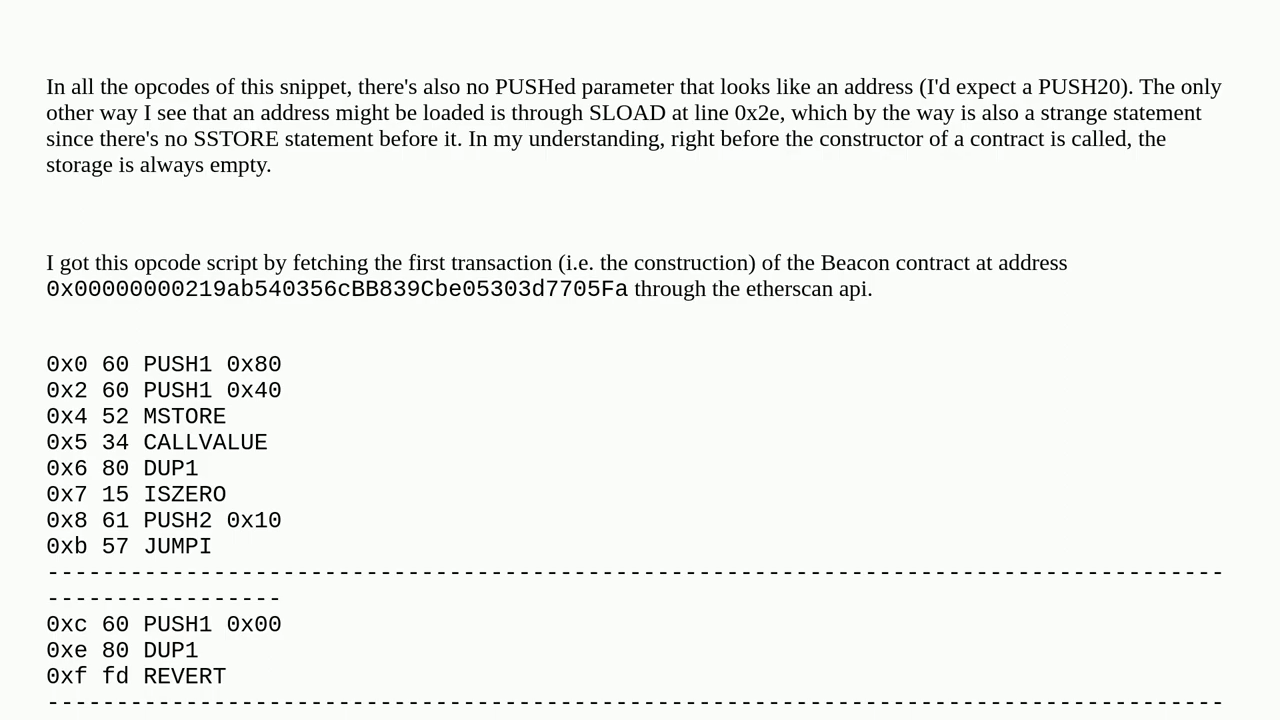 In all the opcodes of this snippet, there's also no PUSHed parameter that looks like an address (I'd expect a PUSH20). The only
other way I see that an address might be loaded is through SLOAD at line 0x2e, which by the way is also a strange statement
since there's no SSTORE statement before it. In my understanding, right before the constructor of a contract is called, the
storage is always empty.
I got this opcode script by fetching the first transaction (i.e. the construction) of the Beacon contract at address
0x00000000219ab540356cBB839Cbe05303d7705Fa through the etherscan api.
0x0 60 PUSH1 0x80
0x2 60 PUSH1 0x40
0x4 52 MSTORE
0x5 34 CALLVALUE
0x6 80 DUP1
0x7 15 ISZERO
0x8 61 PUSH2 0x10
0xb 57 JUMPI
-------------------------------------------------------------------------------------
-----------------
0xc 60 PUSH1 0x00
0xe 80 DUP1
0xf fd REVERT
-------------------------------------------------------------------------------------